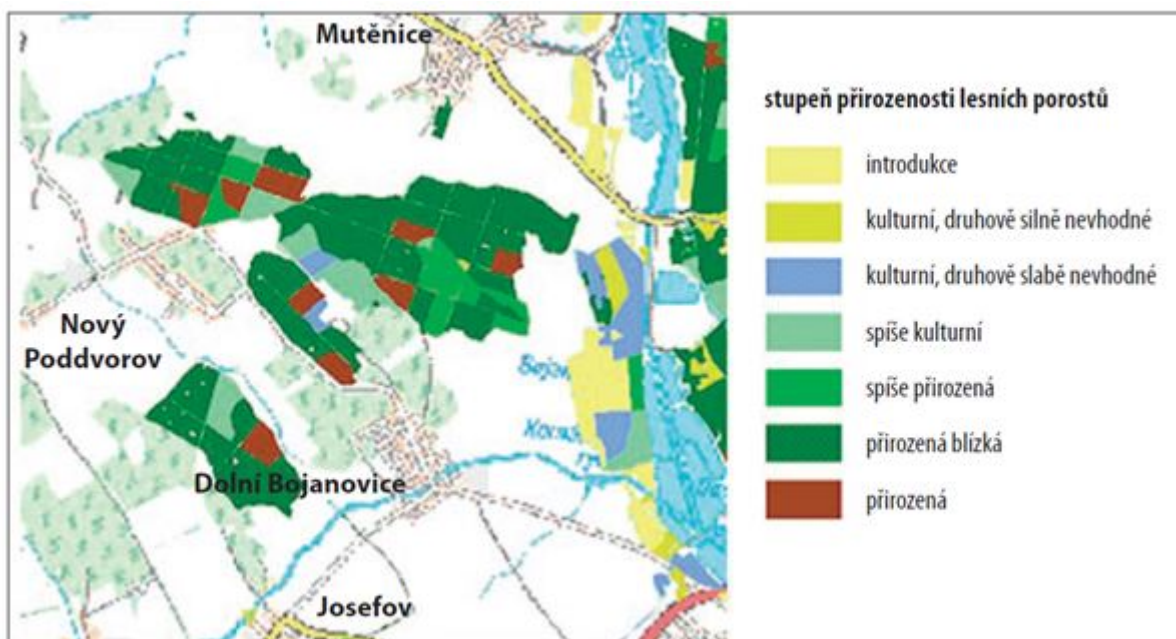 Mutěnice
Nový
Poddvorov
Dolní Bojanovice
Josefov
stupeň přirozenosti lesních porostů
introdukce
kulturní, druhově silně nevhodné
kulturní, druhově slabě nevhodné
spíše kulturní
spíše přirozená
přirozená blízká
přirozená